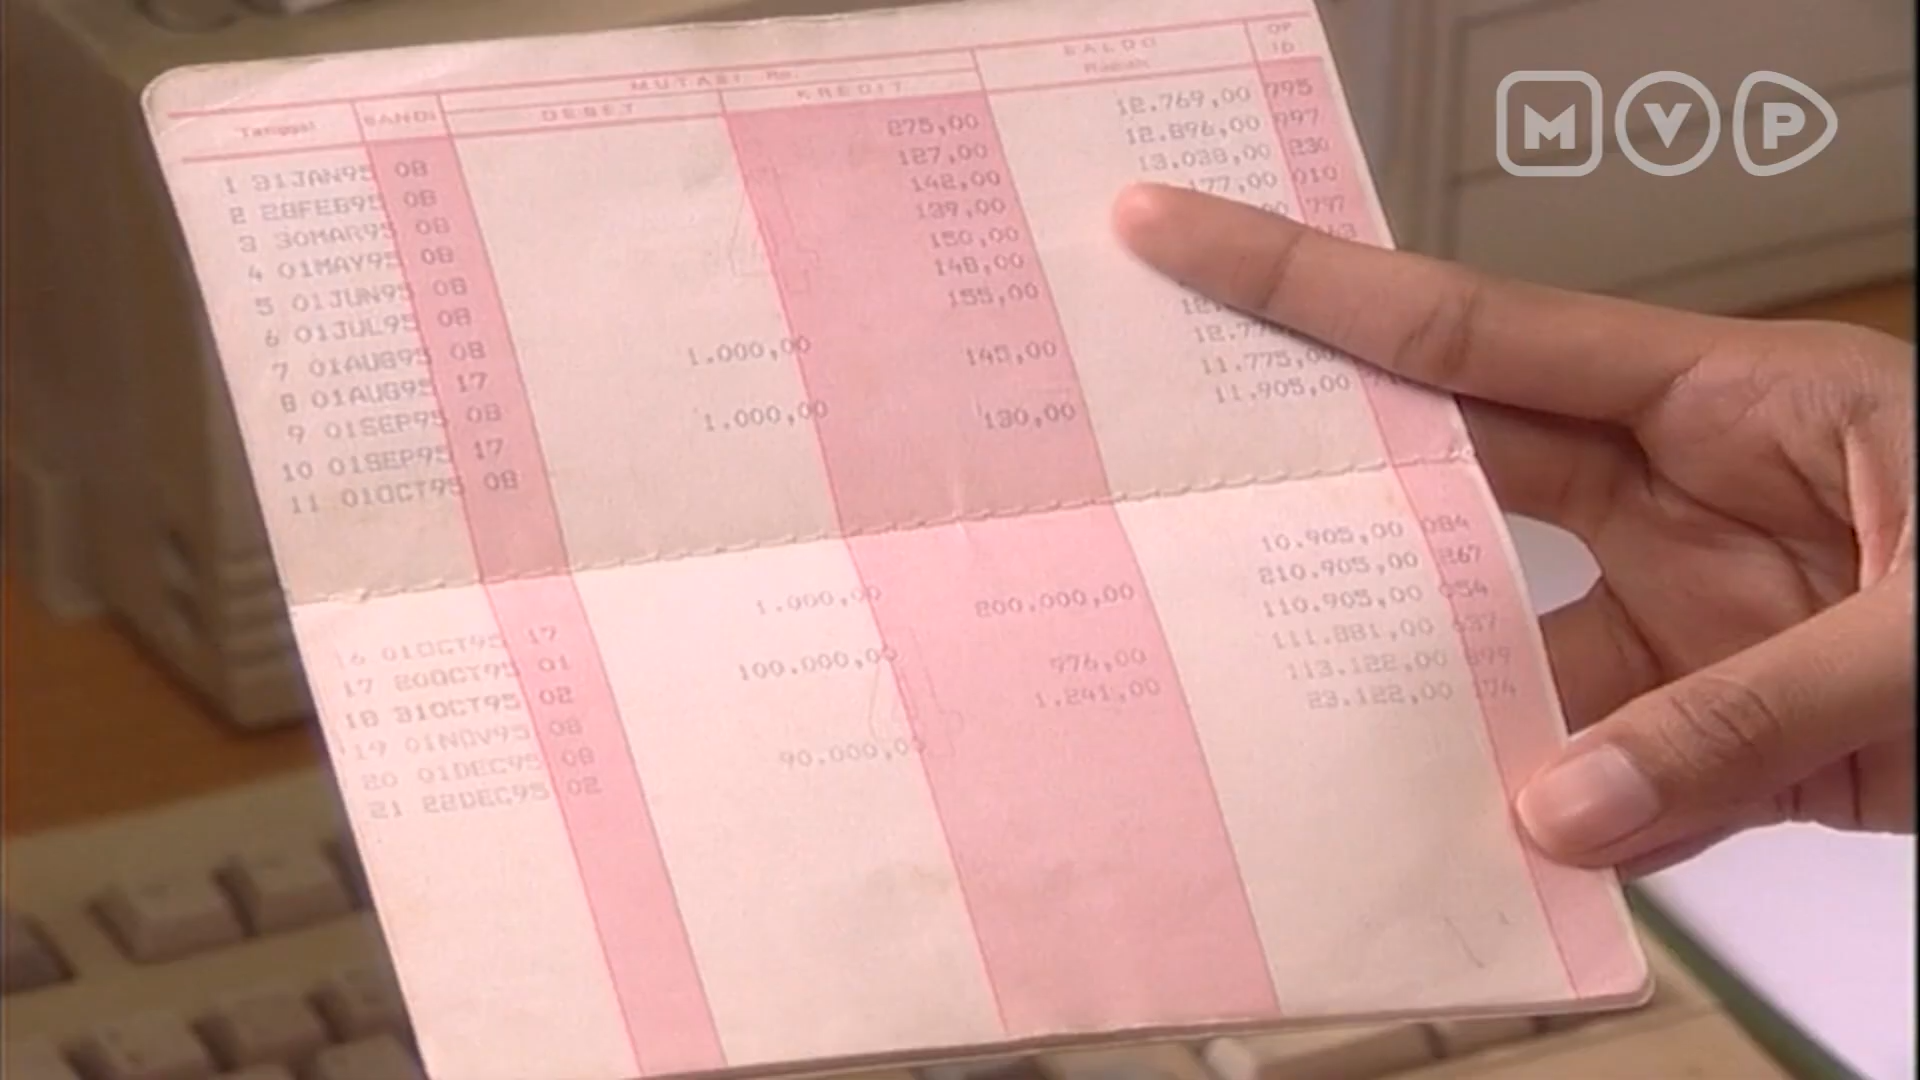 MVP
MUTASI Rp. SALDO OP
Tanggal SANDI DEBET KREDIT Rupiah ID
1 31JAN95 08 275,00 12.769,00 995
2 28FEB95 08 127,00 12.896,00 997
3 30MAR95 08 142,00 13.038,00 230
4 01MAY95 08 139,00 177,00 010
5 01JUN95 08 150,00 797
6 01JUL95 08 148,00
7 01AUG95 08 155,00
8 01AUG95 17 1.000,00
9 01SEP95 08 145,00
10 01SEP95 17 1.000,00 11.775,00
11 01OCT95 08 130,00 11.905,00
16 01OCT95 17 1.000,00 10.905,00 084
17 20OCT95 01 200.000,00 210.905,00 267
18 31OCT95 02 100.000,00 110.905,00 054
19 01NOV95 08 976,00 111.881,00 637
20 01DEC95 08 1.241,00 113.122,00 899
21 22DEC95 02 90.000,00 23.122,00 174